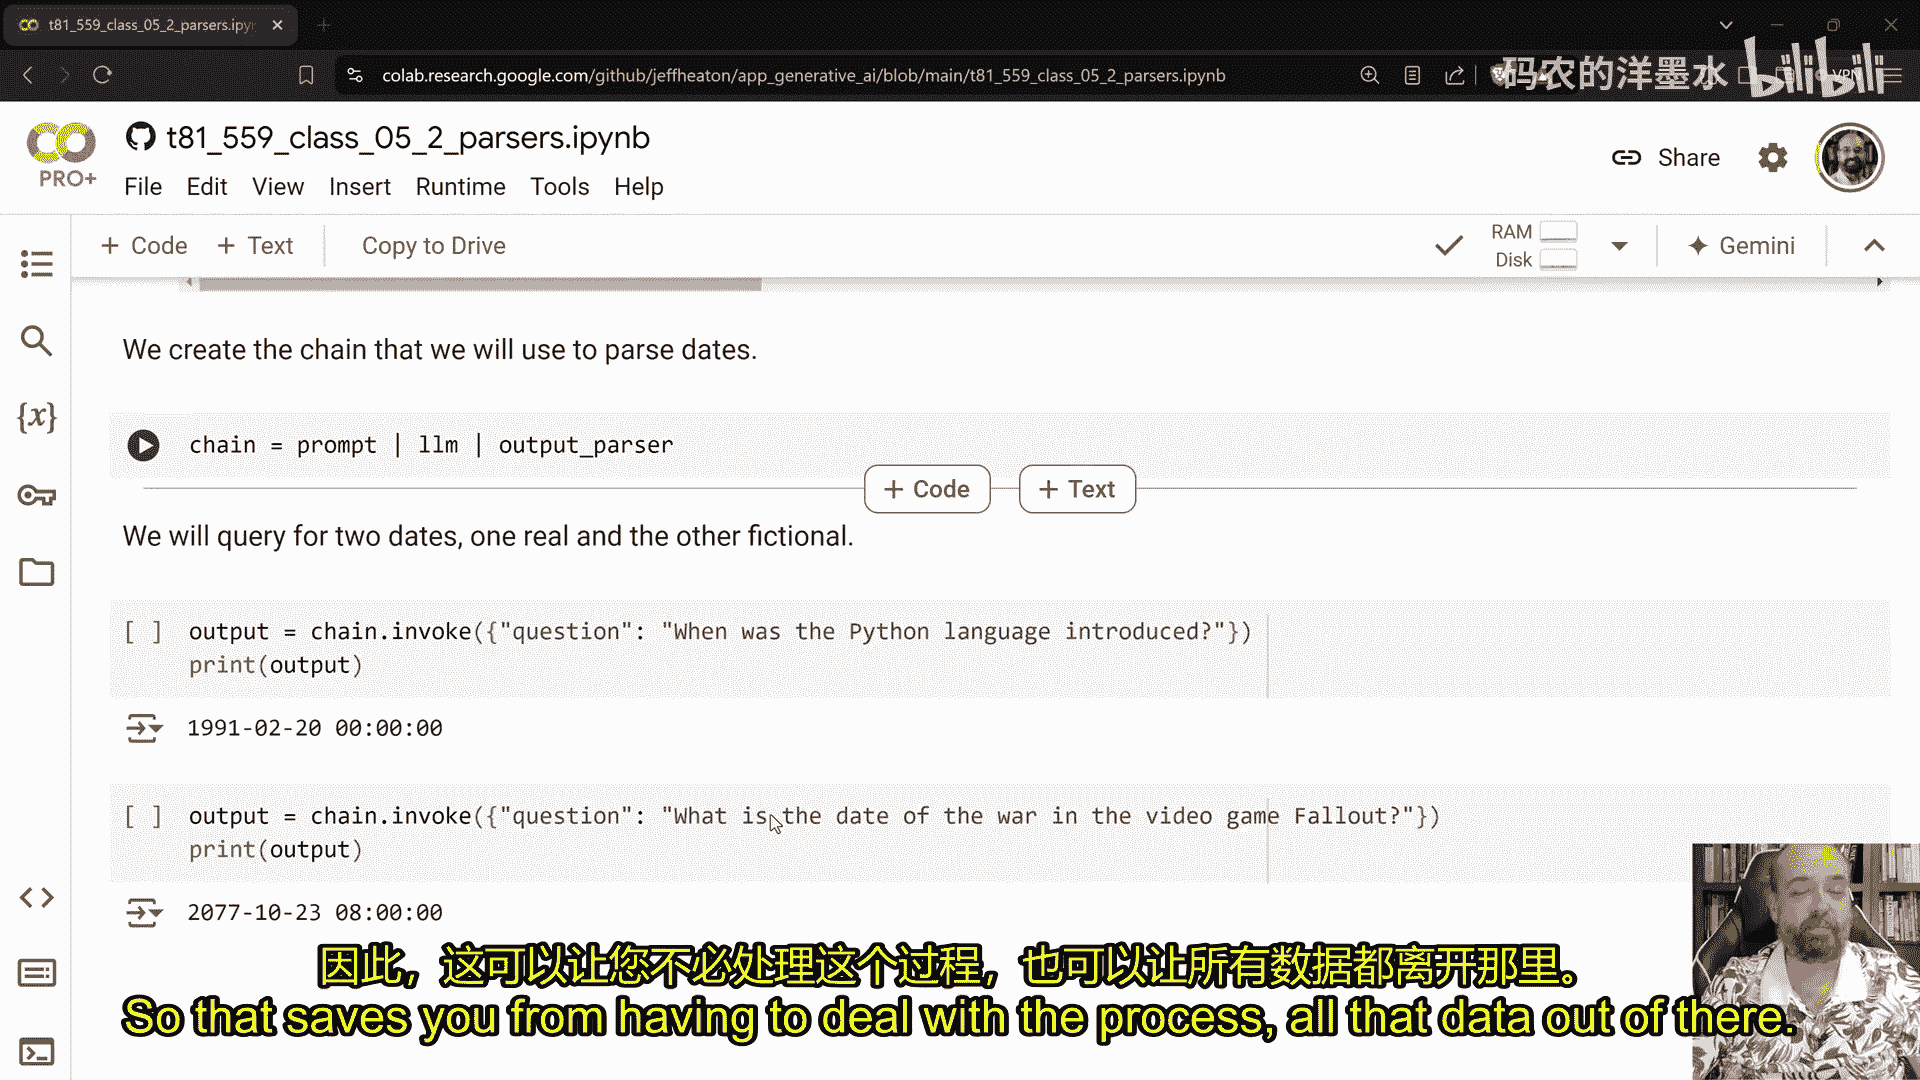 t81_559_class_05_2_parsers.ipy
colab.research.google.com/github/jeffheaton/app_generative_ai/blob/main/t81_559_class_05_2_parsers.ipynb
码农的洋墨水 bilibili
VPN
PRO+
t81_559_class_05_2_parsers.ipynb
File Edit View Insert Runtime Tools Help
Share
+ Code + Text Copy to Drive
RAM
Disk
Gemini
We create the chain that we will use to parse dates.
{x}
chain = prompt | llm | output_parser
+ Code + Text
We will query for two dates, one real and the other fictional.
[ ] output = chain.invoke({"question": "When was the Python language introduced?"})
print(output)
1991-02-20 00:00:00
[ ] output = chain.invoke({"question": "What is the date of the war in the video game Fallout?"})
print(output)
2077-10-23 08:00:00
因此，这可以让您不必处理这个过程，也可以让所有数据都离开那里。
So that saves you from having to deal with the process, all that data out of there.